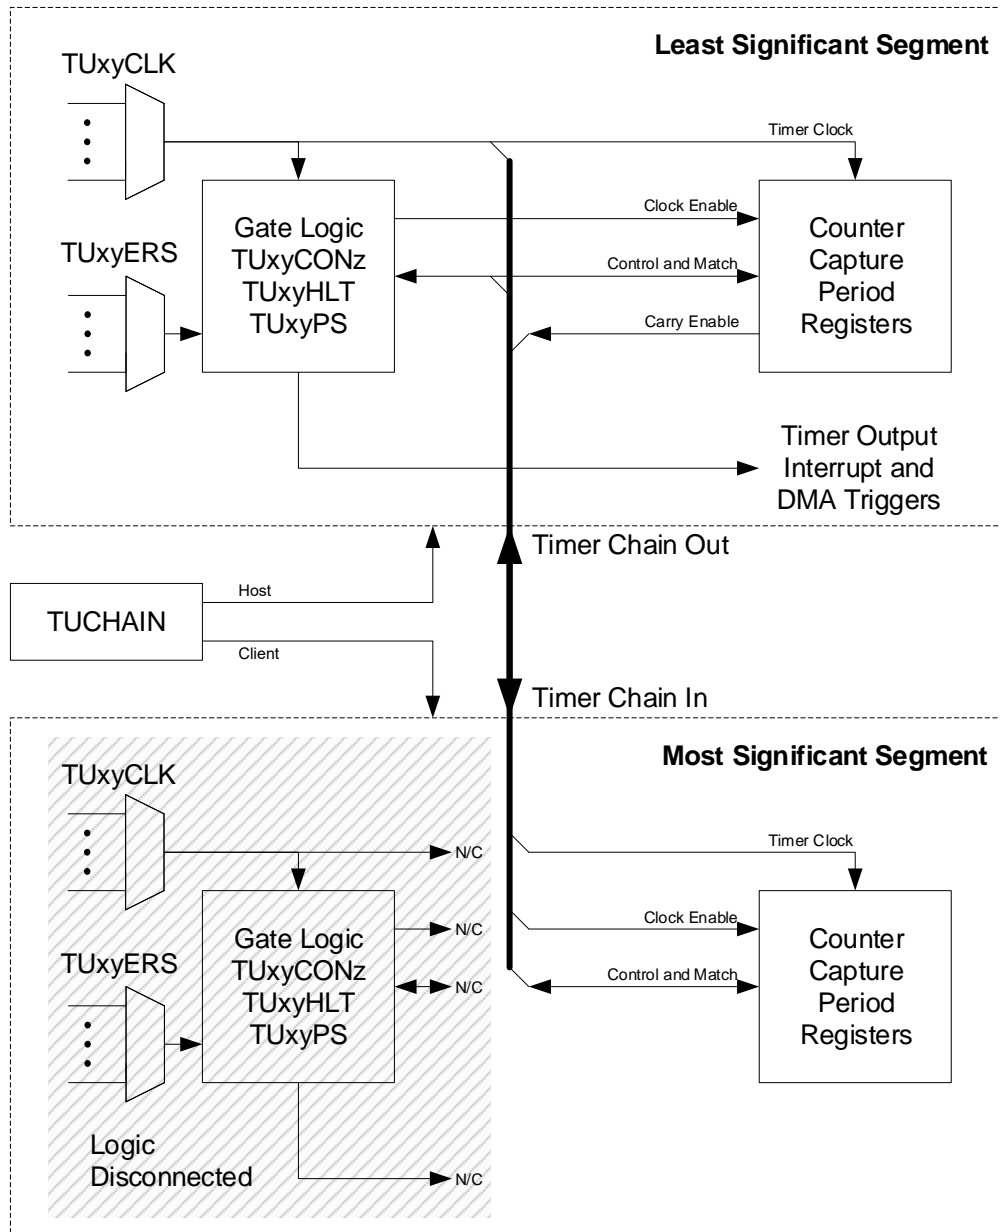 Least Significant Segment
TUxyCLK
Timer Clock
Clock Enable
Gate Logic
TUxyCONz
TUxyHLT
TUxyPS
Counter
Capture
Period
Registers
TUxyERS
Control and Match
Carry Enable
Timer Output
Interrupt and
DMA Triggers
Timer Chain Out
TUCHAIN
Host
Client
Timer Chain In
Most Significant Segment
TUxyCLK
Timer Clock
N/C
Clock Enable
N/C
Gate Logic
TUxyCONz
TUxyHLT
TUxyPS
Counter
Capture
Period
Registers
TUxyERS
N/C
Control and Match
Logic
Disconnected
N/C